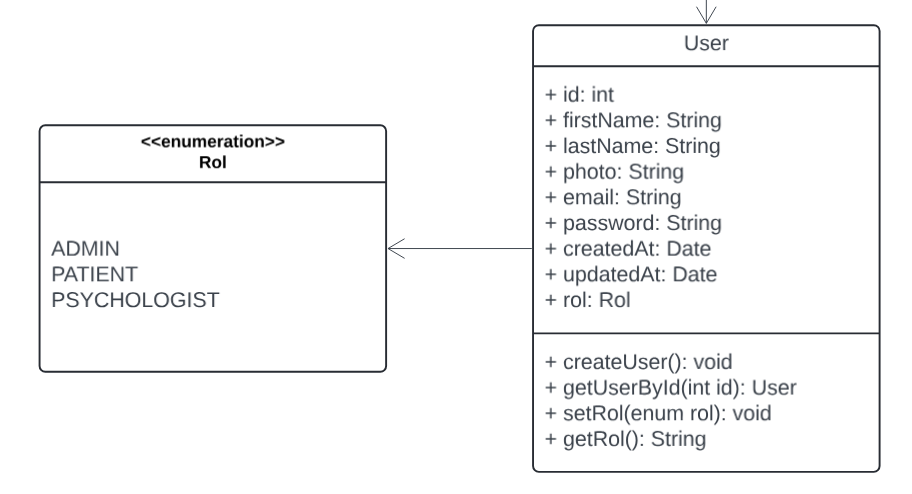 <<enumeration>>
Rol
ADMIN
PATIENT
PSYCHOLOGIST
User
+ id: int
+ firstName: String
+ lastName: String
+ photo: String
+ email: String
+ password: String
+ createdAt: Date
+ updatedAt: Date
+ rol: Rol
+ createUser(): void
+ getUserById(int id): User
+ setRol(enum rol): void
+ getRol(): String